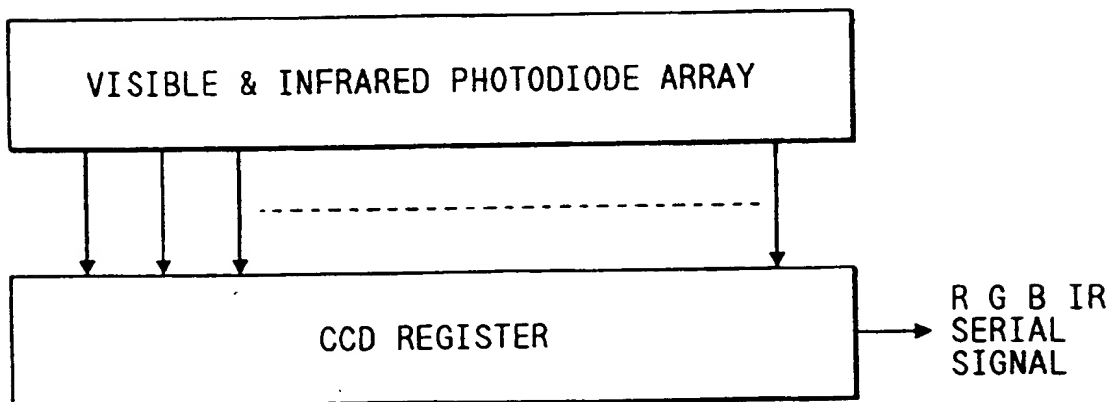 VISIBLE & INFRARED PHOTODIODE ARRAY
CCD REGISTER
R G B IR
SERIAL
SIGNAL